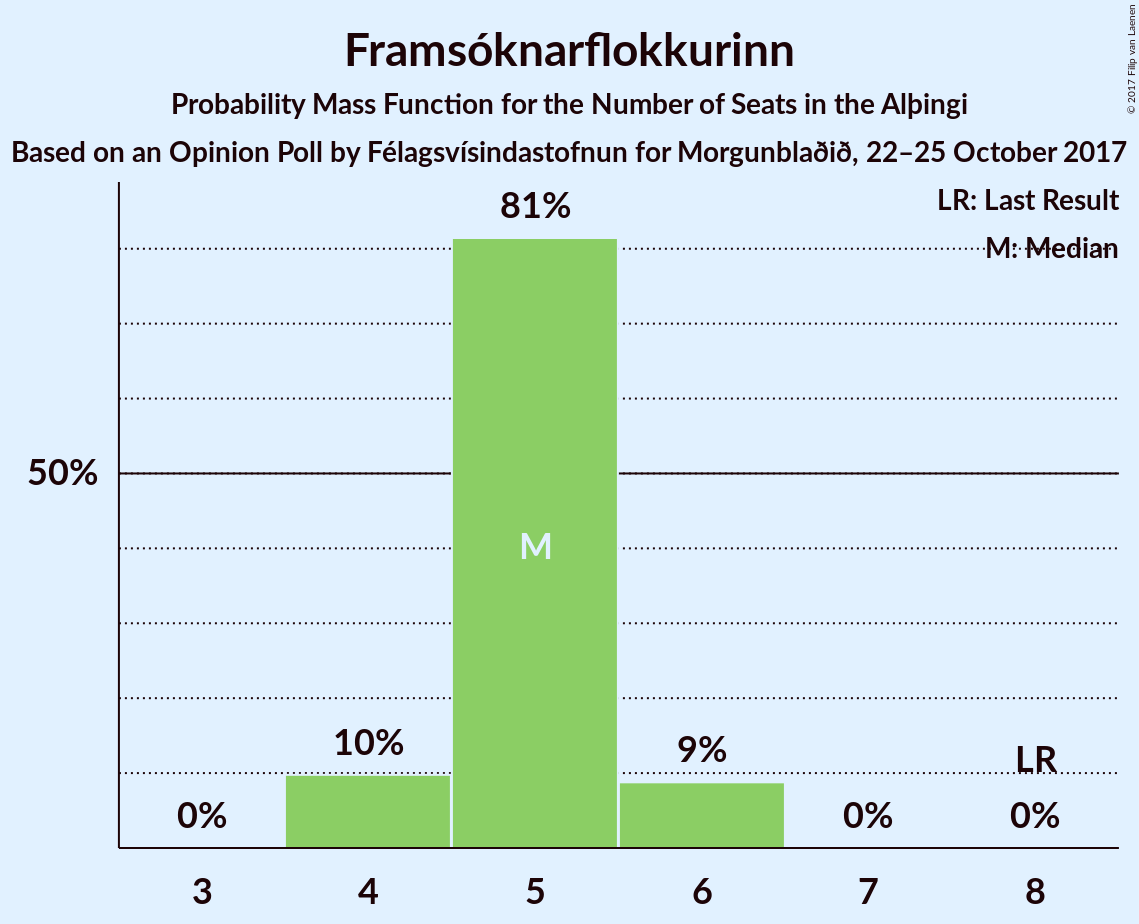 Framsóknarflokkurinn
Probability Mass Function for the Number of Seats in the Alþingi
Based on an Opinion Poll by Félagsvísindastofnun for Morgunblaðið, 22–25 October 2017
© 2017 Filip van Laenen
LR: Last Result
M: Median
81%
50%
M
10%
9%
LR
0%
0%
0%
3 4 5 6 7 8